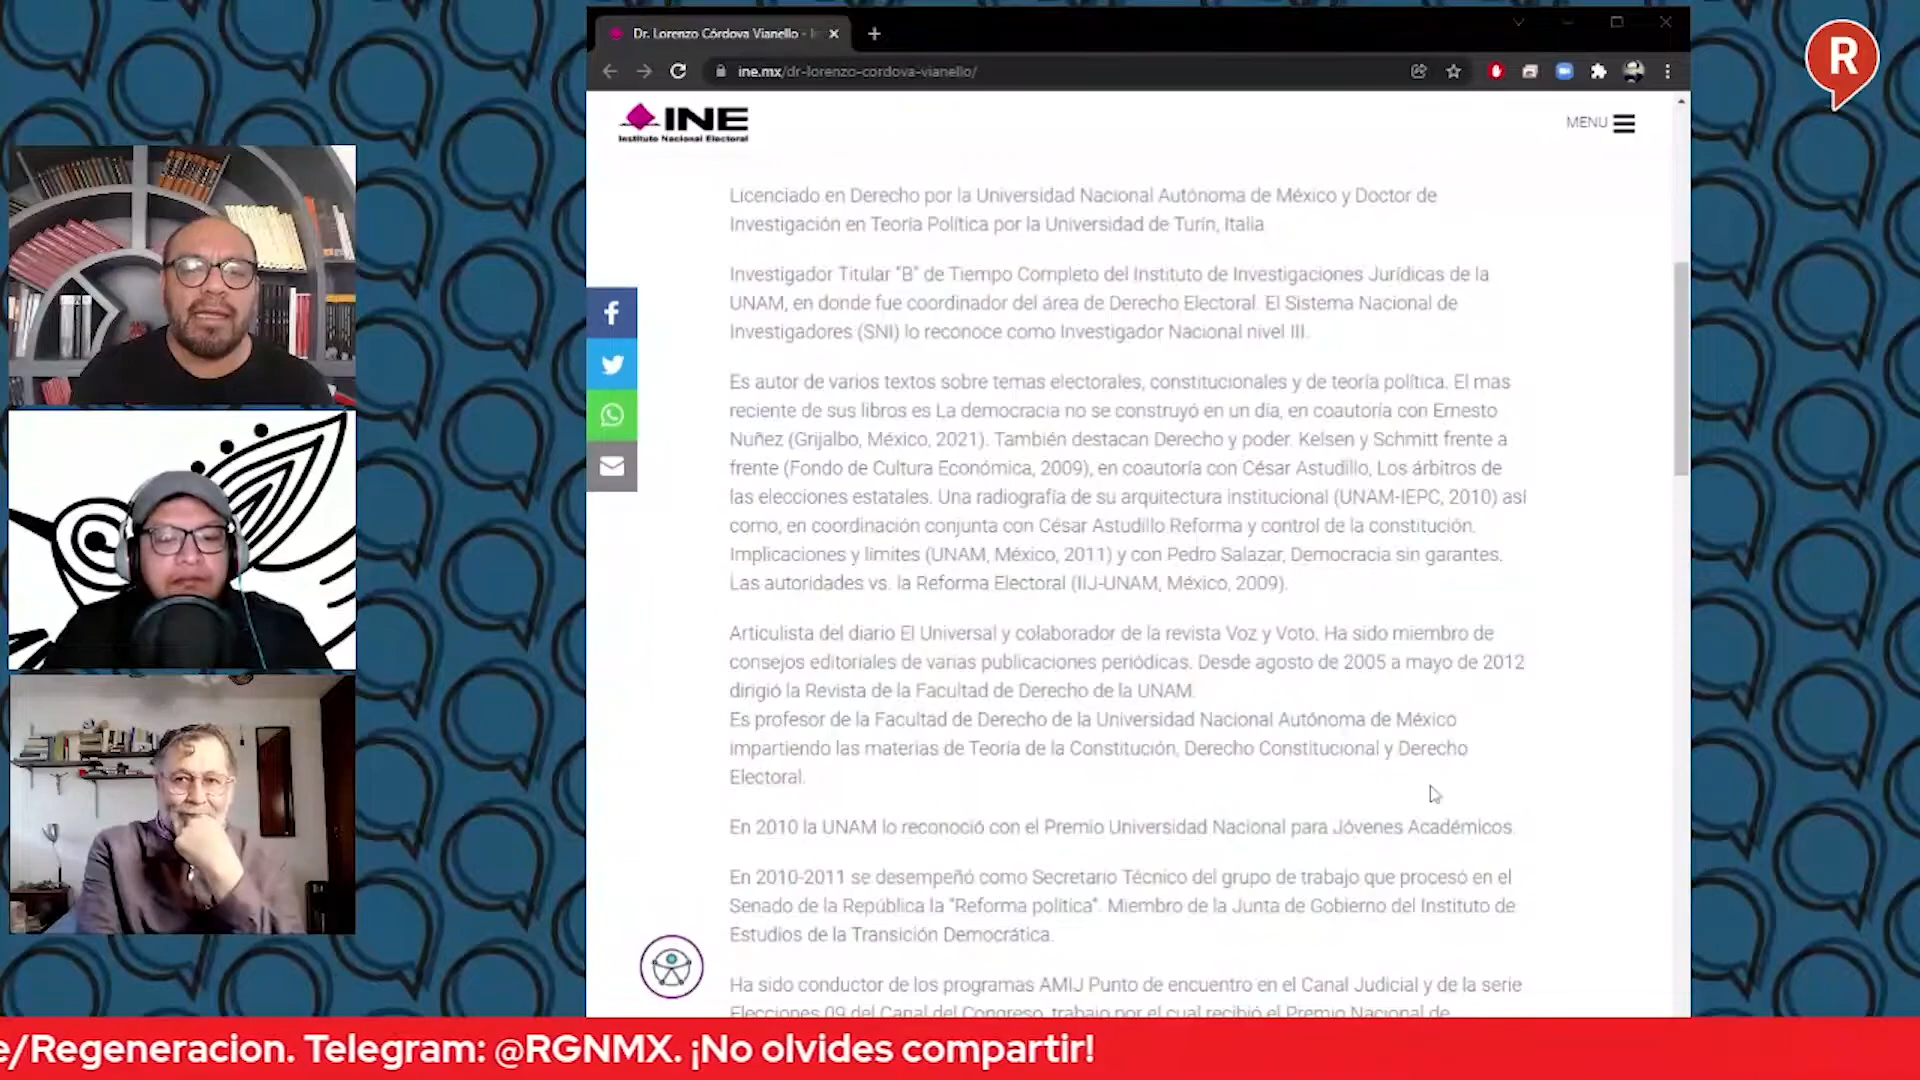 Dr. Lorenzo Córdova Vianello - In
ine.mx/dr-lorenzo-cordova-vianello/
R
INE
Instituto Nacional Electoral
MENU
Licenciado en Derecho por la Universidad Nacional Autónoma de México y Doctor de
Investigación en Teoría Política por la Universidad de Turín, Italia
Investigador Titular "B" de Tiempo Completo del Instituto de Investigaciones Jurídicas de la
UNAM, en donde fue coordinador del área de Derecho Electoral. El Sistema Nacional de
Investigadores (SNI) lo reconoce como Investigador Nacional nivel III.
Es autor de varios textos sobre temas electorales, constitucionales y de teoría política. El mas
reciente de sus libros es La democracia no se construyó en un día, en coautoría con Ernesto
Nuñez (Grijalbo, México, 2021). También destacan Derecho y poder. Kelsen y Schmitt frente a
frente (Fondo de Cultura Económica, 2009), en coautoría con César Astudillo, Los árbitros de
las elecciones estatales. Una radiografía de su arquitectura institucional (UNAM-IEPC, 2010) así
como, en coordinación conjunta con César Astudillo Reforma y control de la constitución.
Implicaciones y límites (UNAM, México, 2011) y con Pedro Salazar, Democracia sin garantes.
Las autoridades vs. la Reforma Electoral (IIJ-UNAM, México, 2009).
Articulista del diario El Universal y colaborador de la revista Voz y Voto. Ha sido miembro de
consejos editoriales de varias publicaciones periódicas. Desde agosto de 2005 a mayo de 2012
dirigió la Revista de la Facultad de Derecho de la UNAM.
Es profesor de la Facultad de Derecho de la Universidad Nacional Autónoma de México
impartiendo las materias de Teoría de la Constitución, Derecho Constitucional y Derecho
Electoral.
En 2010 la UNAM lo reconoció con el Premio Universidad Nacional para Jóvenes Académicos.
En 2010-2011 se desempeñó como Secretario Técnico del grupo de trabajo que procesó en el
Senado de la República la "Reforma política". Miembro de la Junta de Gobierno del Instituto de
Estudios de la Transición Democrática.
Ha sido conductor de los programas AMIJ Punto de encuentro en el Canal Judicial y de la serie
Elecciones 09 del Canal del Congreso, trabajo por el cual recibió el Premio Nacional de
e/Regeneracion. Telegram: @RGNMX. ¡No olvides compartir!